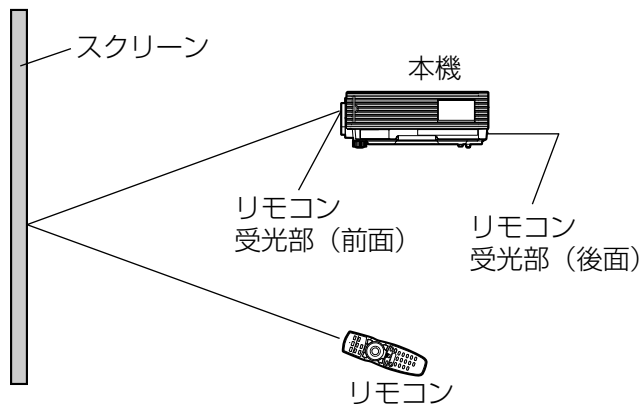 スクリーン
本機
リモコン
受光部（前面）
リモコン
受光部（後面）
リモコン